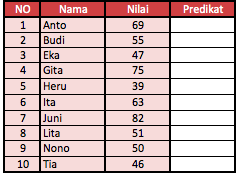 NO Nama Nilai Predikat
1 Anto 69
2 Budi 55
3 Eka 47
4 Gita 75
5 Heru 39
6 Ita 63
7 Juni 82
8 Lita 51
9 Nono 50
10 Tia 46